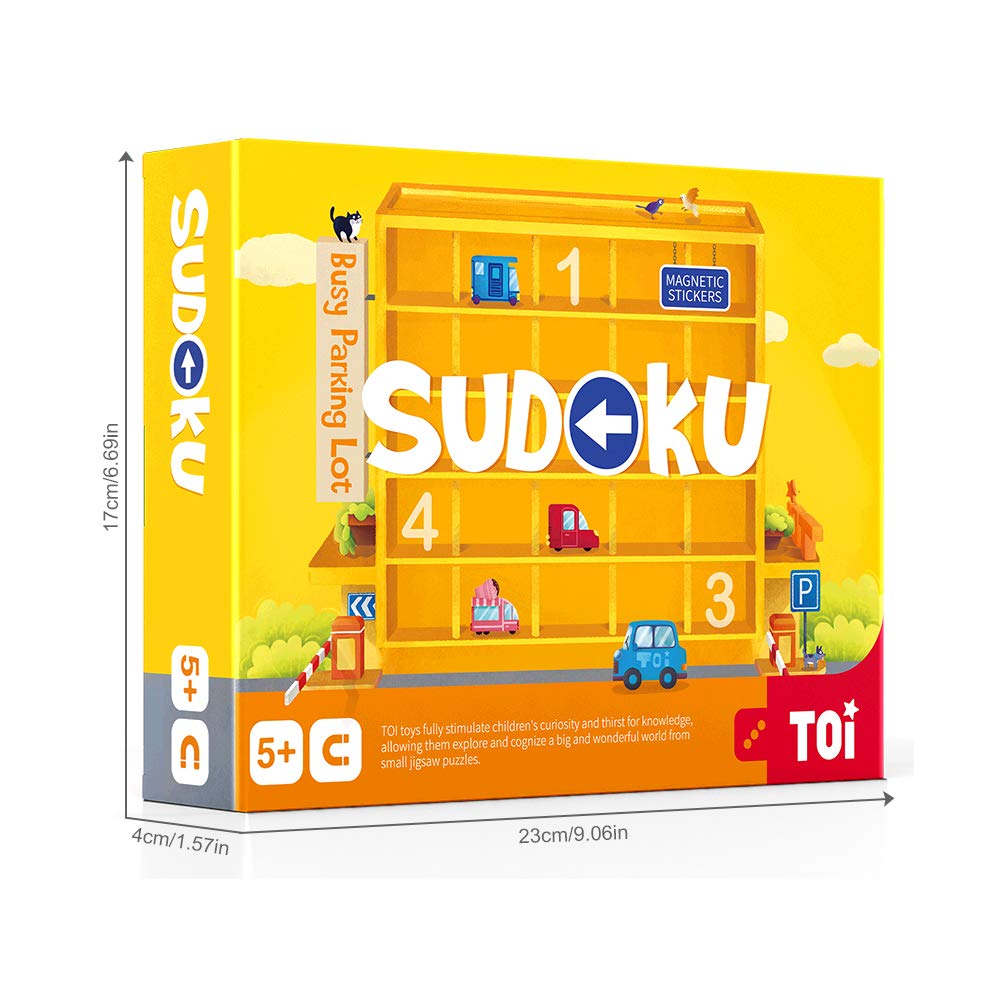 SUDOKU
5+
Busy Parking Lot
1
MAGNETIC
STICKERS
SUDOKU
4
3
P
TOi
5+
TOI toys fully stimulate children's curiosity and thirst for knowledge,
allowing them explore and cognize a big and wonderful world from
small jigsaw puzzles.
TOi
17cm/6.69in
4cm/1.57in
23cm/9.06in